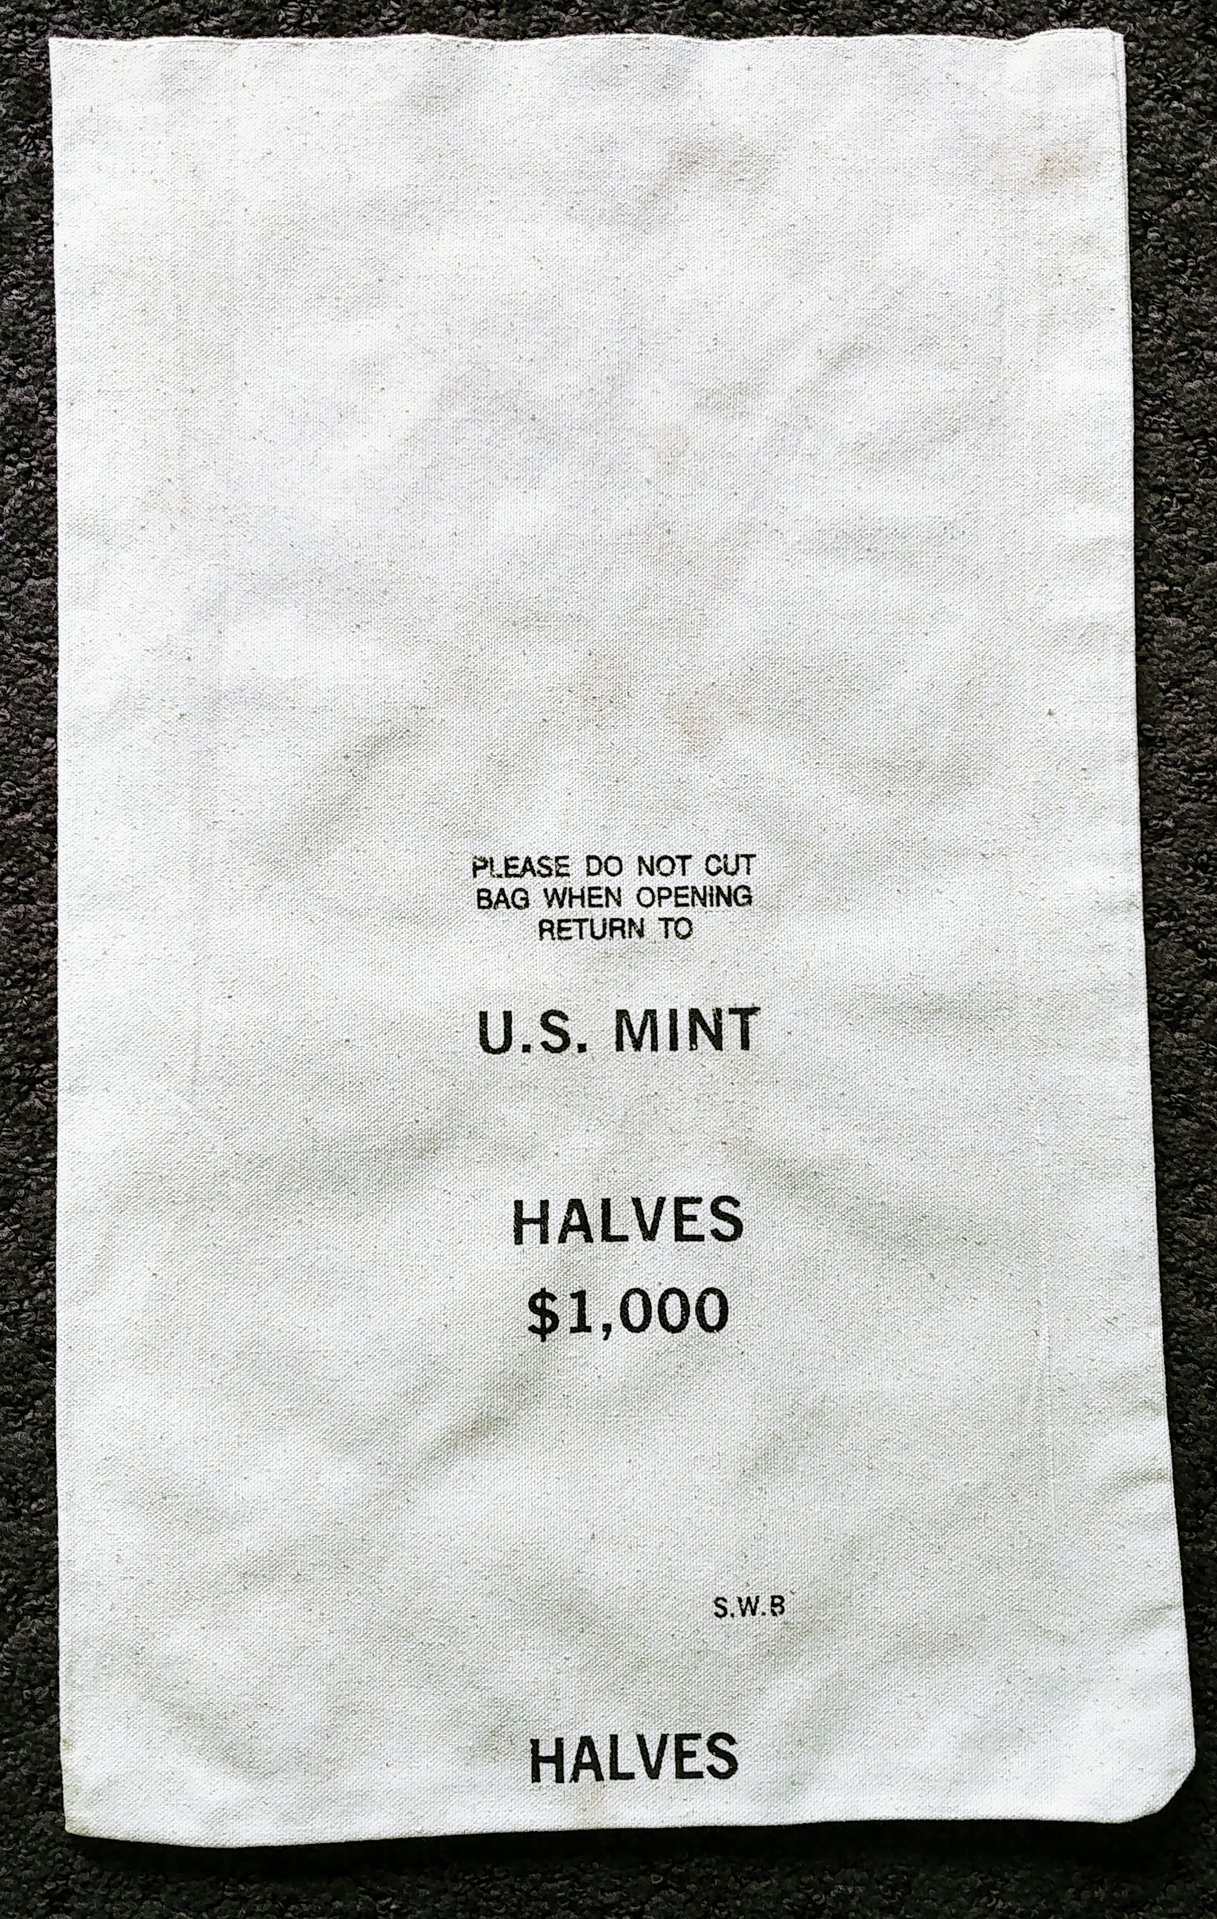 PLEASE DO NOT CUT
BAG WHEN OPENING
RETURN TO
U.S. MINT
HALVES
$1,000
S.W.B
HALVES